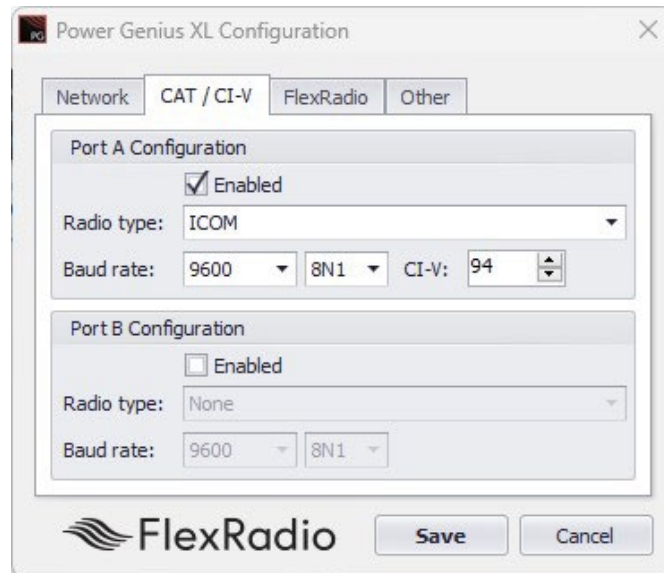 PG Power Genius XL Configuration
Network CAT / CI-V FlexRadio Other
Port A Configuration
Enabled
Radio type: ICOM
Baud rate: 9600 8N1 CI-V: 94
Port B Configuration
Enabled
Radio type: None
Baud rate: 9600 8N1
FlexRadio Save Cancel